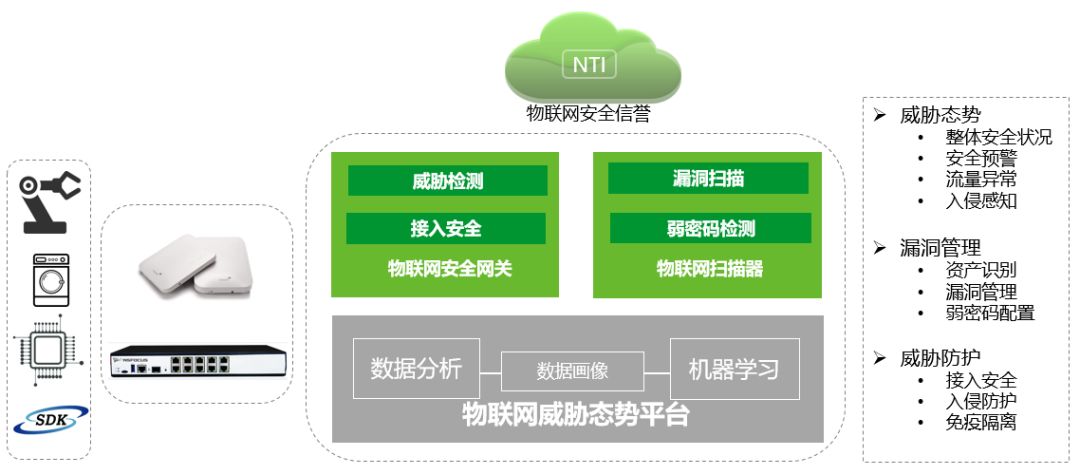 NTI
物联网安全信誉
SDK
NSFOCUS
威胁检测
接入安全
物联网安全网关
漏洞扫描
弱密码检测
物联网扫描器
数据分析
数据画像
机器学习
物联网威胁态势平台
➢ 威胁态势
• 整体安全状况
• 安全预警
• 流量异常
• 入侵感知
➢ 漏洞管理
• 资产识别
• 漏洞管理
• 弱密码配置
➢ 威胁防护
• 接入安全
• 入侵防护
• 免疫隔离